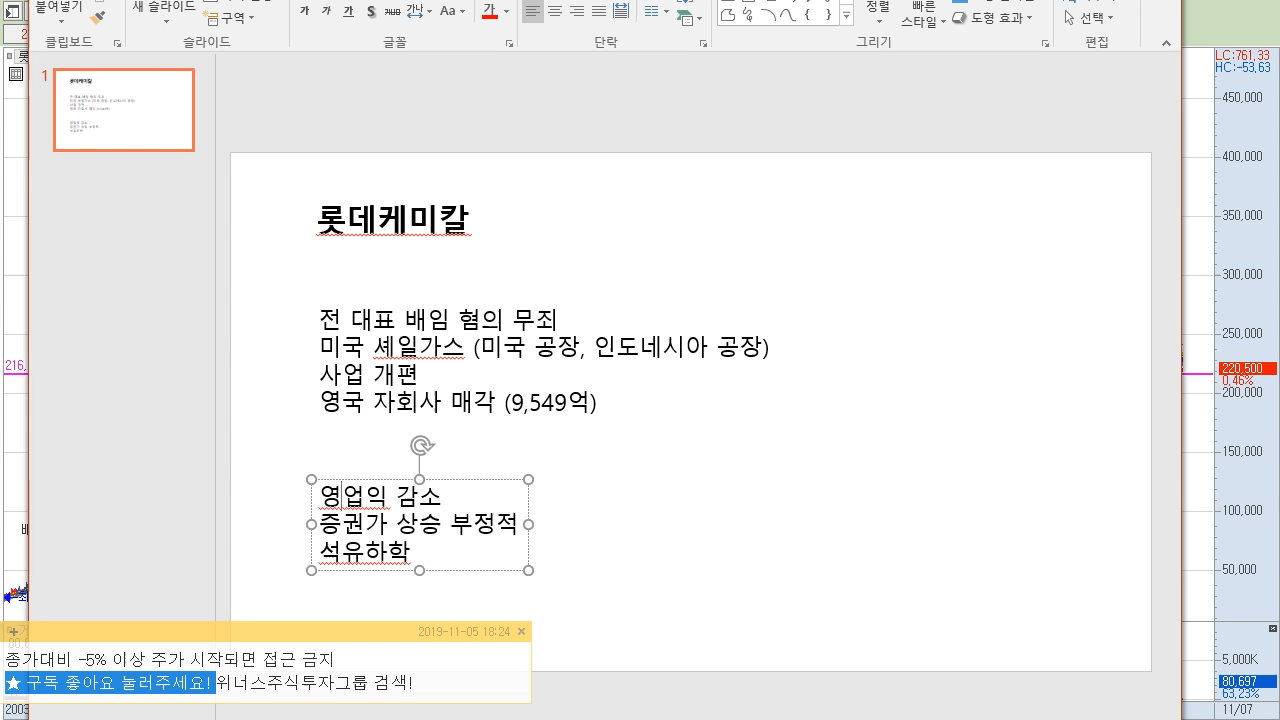 붙여넣기
새 슬라이드
구역
가 가 가 S 나나 간 Aa 가
정렬
빠른
스타일
도형 효과
선택
클립보드
슬라이드
글꼴
단락
그리기
편집
1
LC:761,33
450,000
400,000
350,000
300,000
250,000
220,500
0,46%
200,000
150,000
100,000
50,000
5,00K
80,697
11/07
216,
2003
롯데케미칼
전 대표 배임 혐의 무죄
미국 셰일가스 (미국 공장, 인도네시아 공장)
사업 개편
영국 자회사 매각 (9,549억)
영업익 감소
증권가 상승 부정적
석유하학
2019-11-05 18:24
종가대비 -5% 이상 주가 시작되면 접근 금지
★ 구독 좋아요 눌러주세요! 위너스주식투자그룹 검색!